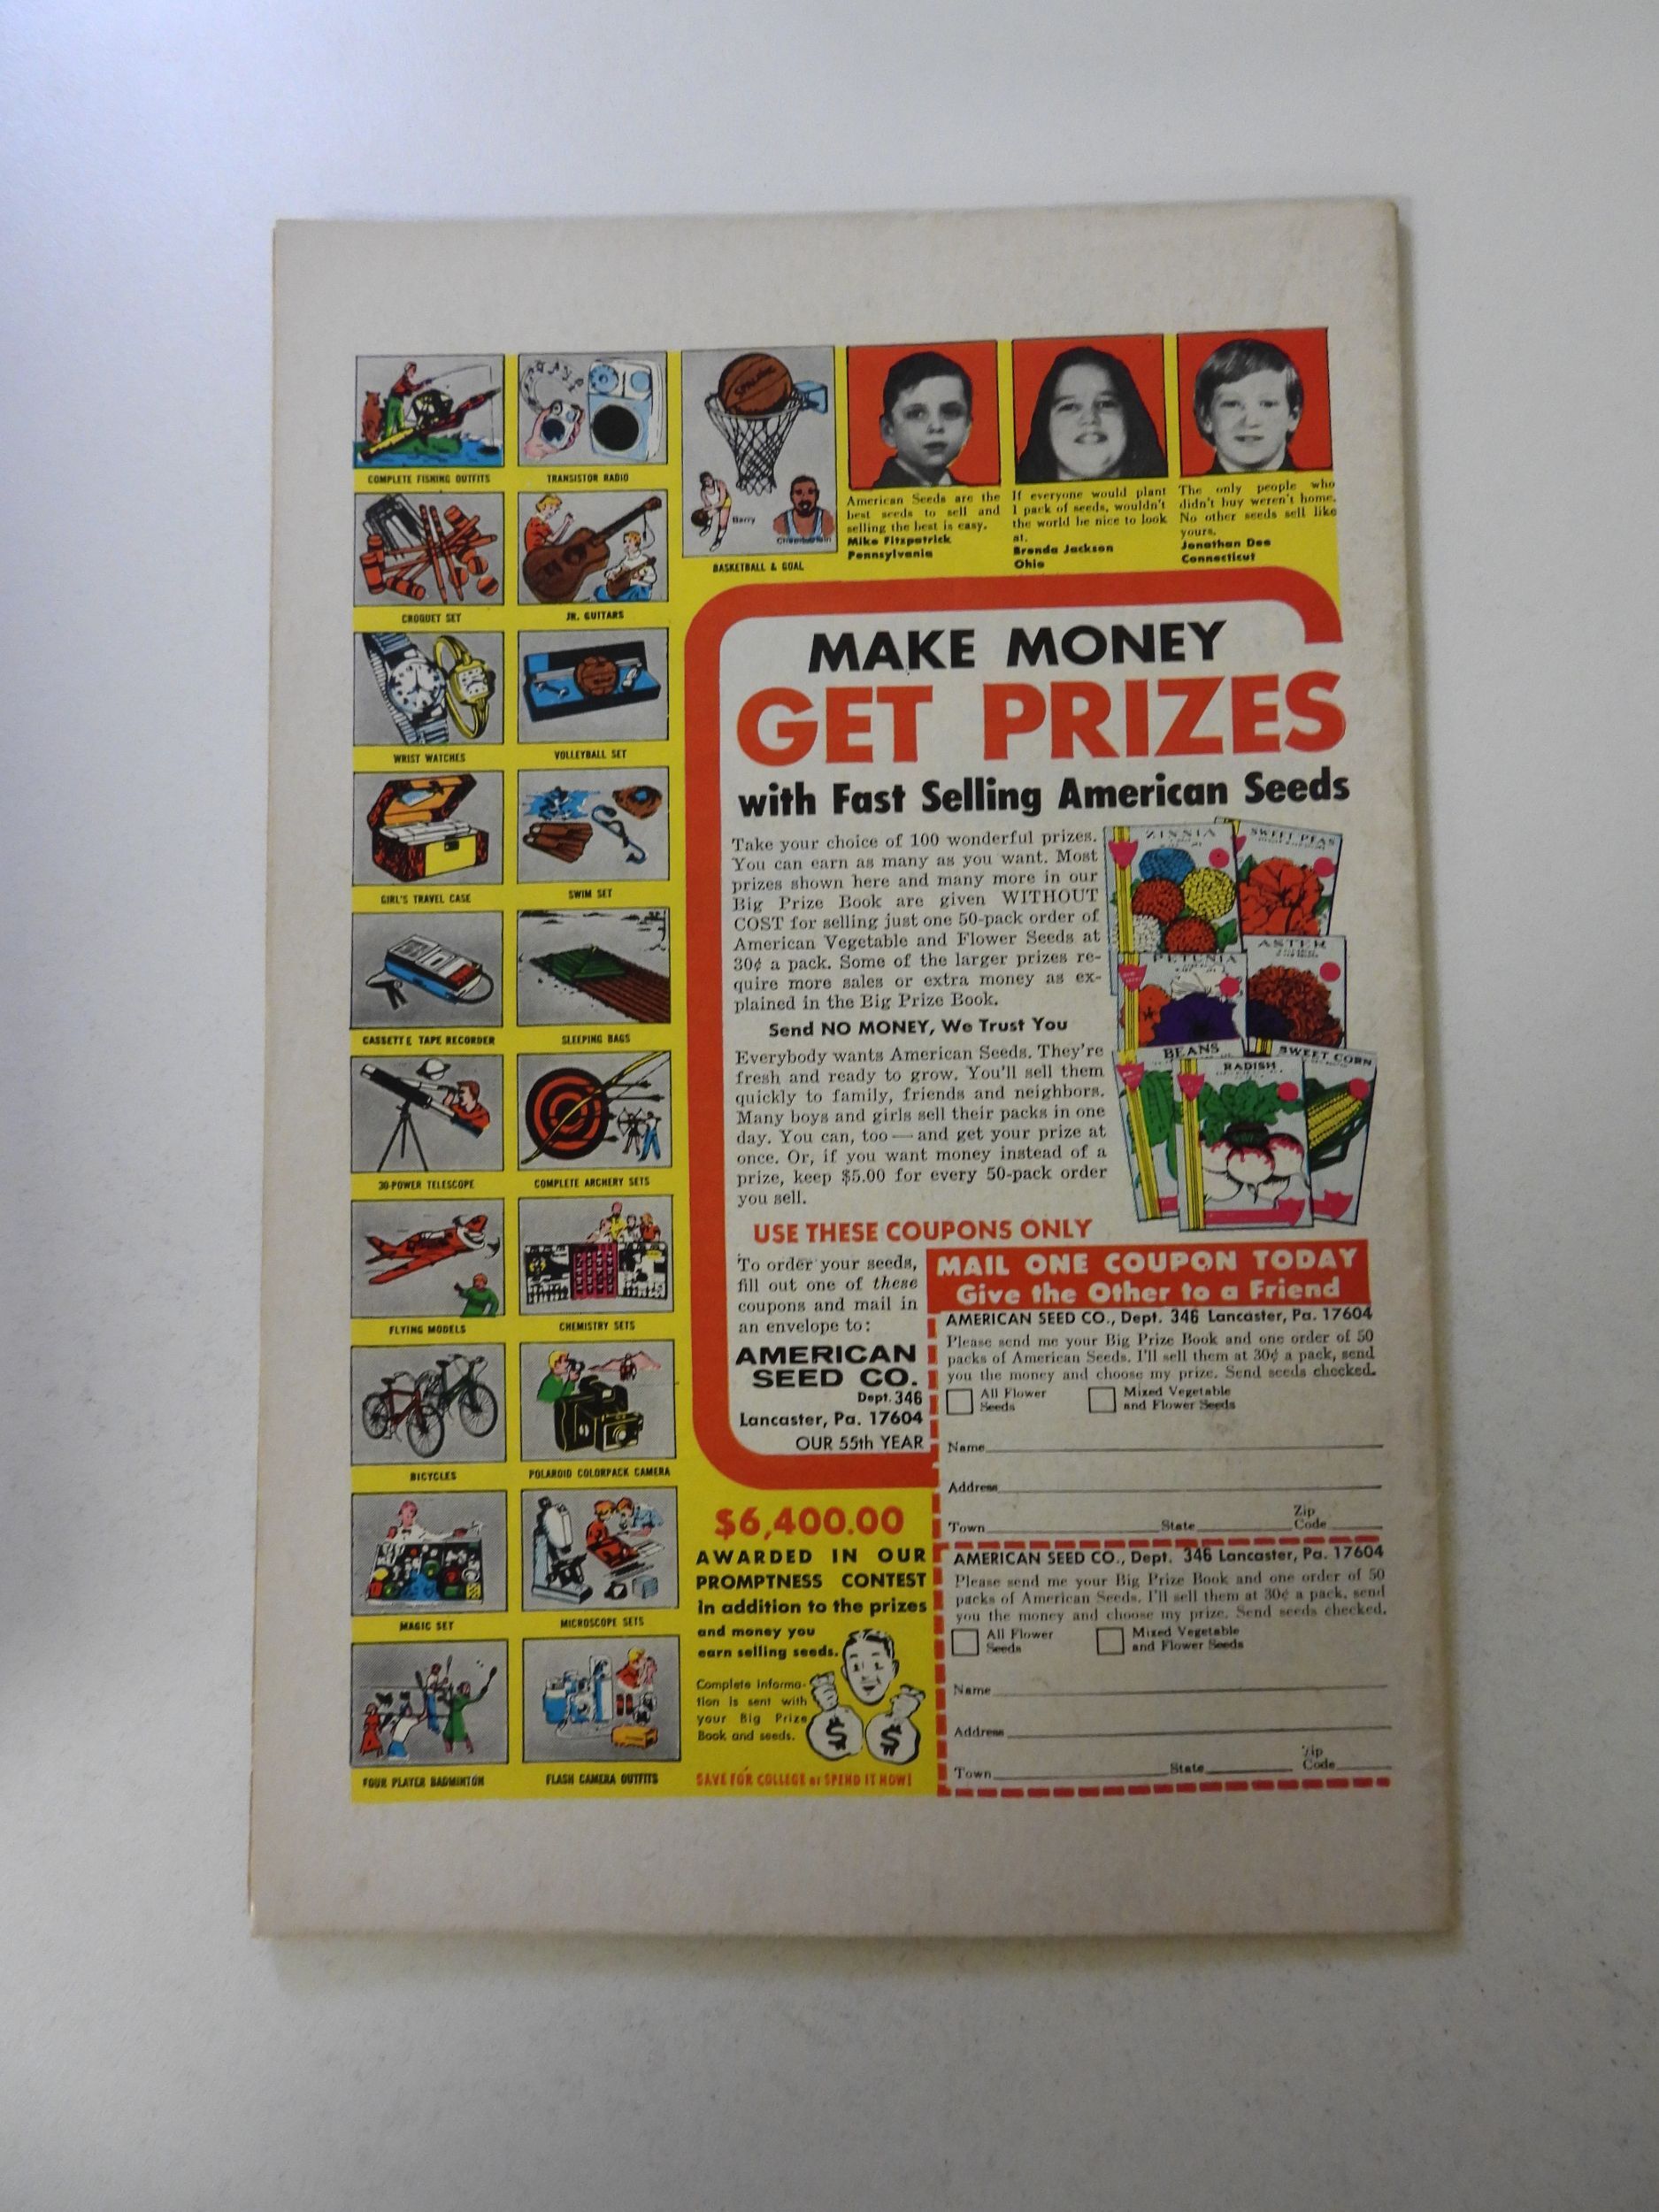 COMPLETE FISHING OUTFITS
TRANSISTOR RADIO
CROQUET SET
JR. GUITARS
WRIST WATCHES
VOLLEYBALL SET
GIRL'S TRAVEL CASE
SWIM SET
CASSETTE TAPE RECORDER
SLEEPING BAGS
30-POWER TELESCOPE
COMPLETE ARCHERY SETS
FLYING MODELS
CHEMISTRY SETS
BICYCLES
POLAROID COLORPACK CAMERA
MAGIC SET
MICROSCOPE SETS
FOUR PLAYER BADMINTON
FLASH CAMERA OUTFITS
SPALDING
Barry
Chamberlain
BASKETBALL & GOAL
American Seeds are the
best seeds to sell and
selling the best is easy.
Mike Fitzpatrick
Pennsylvania
If everyone would plant
1 pack of seeds, wouldn't
the world be nice to look
at.
Brenda Jackson
Ohio
The only people who
didn't buy weren't home.
No other seeds sell like
yours.
Jonathan Dee
Connecticut
MAKE MONEY
GET PRIZES
with Fast Selling American Seeds
Take your choice of 100 wonderful prizes.
You can earn as many as you want. Most
prizes shown here and many more in our
Big Prize Book are given WITHOUT
COST for selling just one 50-pack order of
American Vegetable and Flower Seeds at
30¢ a pack. Some of the larger prizes re-
quire more sales or extra money as ex-
plained in the Big Prize Book.
Send NO MONEY, We Trust You
Everybody wants American Seeds. They're
fresh and ready to grow. You'll sell them
quickly to family, friends and neighbors.
Many boys and girls sell their packs in one
day. You can, too — and get your prize at
once. Or, if you want money instead of a
prize, keep $5.00 for every 50-pack order
you sell.
ZINNIA
SWEET PEAS
PETUNIA
ASTER
BEANS
SWEET CORN
RADISH
USE THESE COUPONS ONLY
To order your seeds,
fill out one of these
coupons and mail in
an envelope to:
AMERICAN
SEED CO.
Dept. 346
Lancaster, Pa. 17604
OUR 55th YEAR
MAIL ONE COUPON TODAY
Give the Other to a Friend
AMERICAN SEED CO., Dept. 346 Lancaster, Pa. 17604
Please send me your Big Prize Book and one order of 50
packs of American Seeds. I'll sell them at 30¢ a pack, send
you the money and choose my prize. Send seeds checked.
All Flower
Seeds
Mixed Vegetable
and Flower Seeds
Name
Address
Town State Zip Code
AMERICAN SEED CO., Dept. 346 Lancaster, Pa. 17604
Please send me your Big Prize Book and one order of 50
packs of American Seeds. I'll sell them at 30¢ a pack, send
you the money and choose my prize. Send seeds checked.
All Flower
Seeds
Mixed Vegetable
and Flower Seeds
Name
Address
Town State Zip Code
$6,400.00
AWARDED IN OUR
PROMPTNESS CONTEST
in addition to the prizes
and money you
earn selling seeds.
Complete informa-
tion is sent with
your Big Prize
Book and seeds.
$ $
SAVE FOR COLLEGE or SPEND IT NOW!